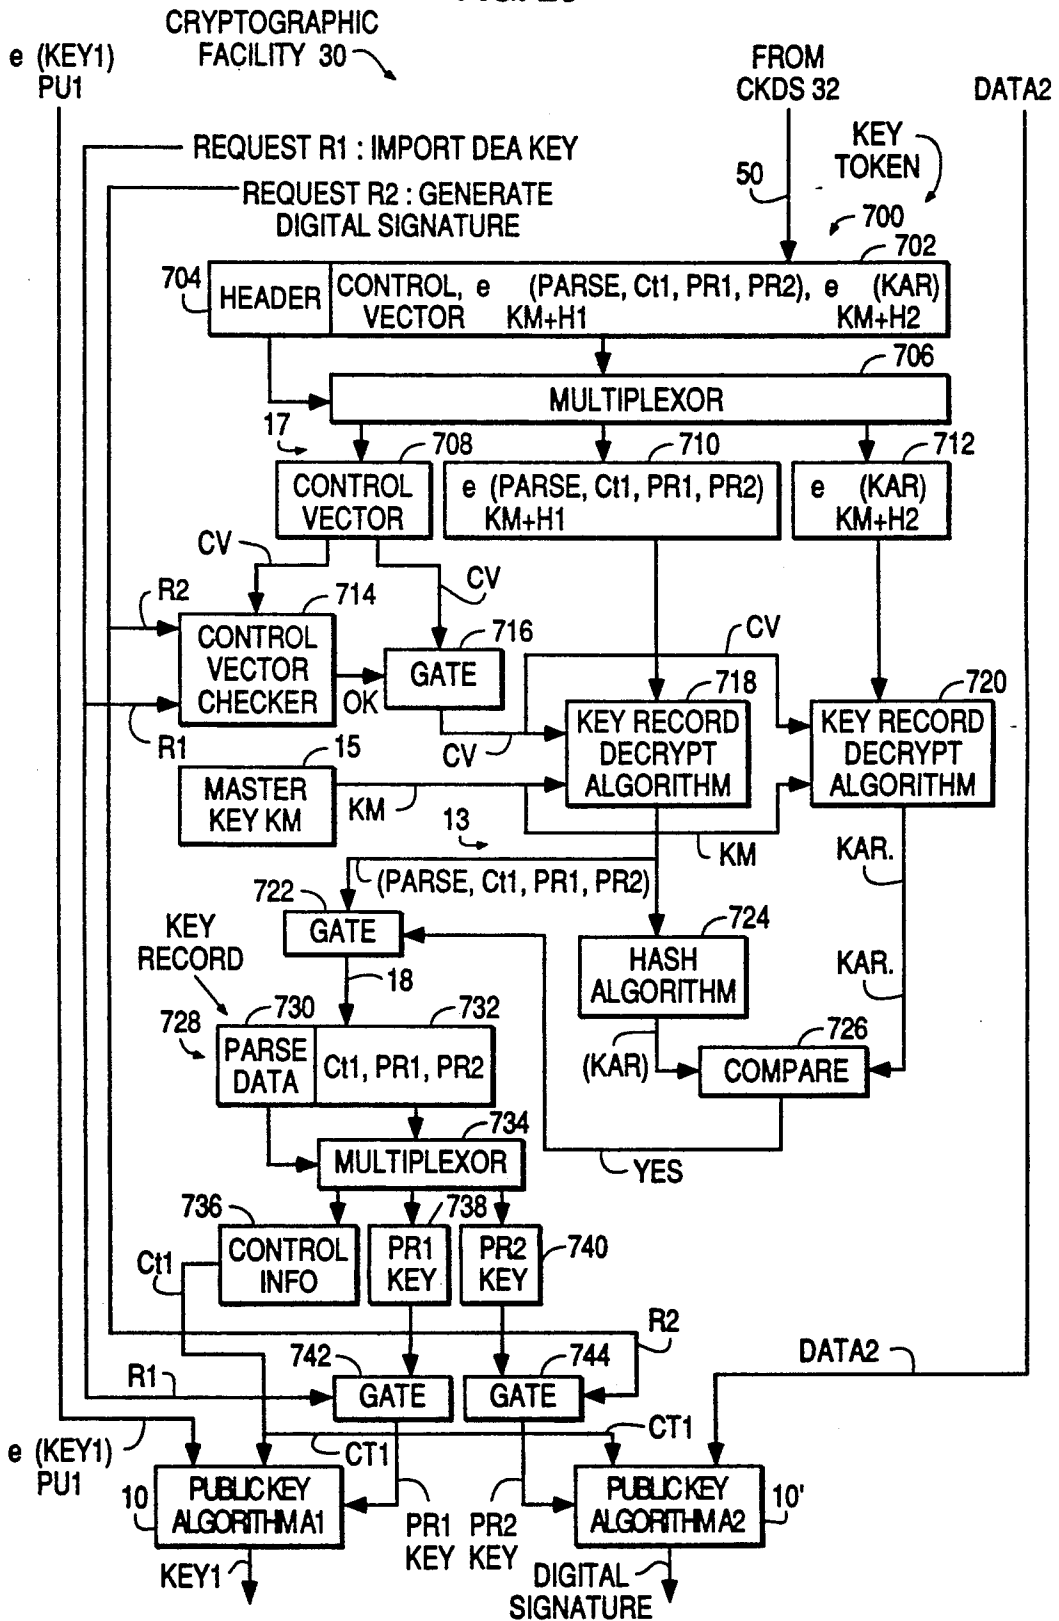 CRYPTOGRAPHIC
FACILITY 30
e (KEY1)
PU1
FROM
CKDS 32
DATA2
REQUEST R1 : IMPORT DEA KEY
REQUEST R2 : GENERATE
DIGITAL SIGNATURE
KEY
TOKEN
50
700
702
704
HEADER
CONTROL, e (PARSE, Ct1, PR1, PR2), e (KAR)
VECTOR KM+H1 KM+H2
706
MULTIPLEXOR
17
708
710
712
CONTROL
VECTOR
e (PARSE, Ct1, PR1, PR2)
KM+H1
e (KAR)
KM+H2
CV
CV
R2
714
716
CV
CONTROL
VECTOR
CHECKER
GATE
OK
718
720
R1
CV
KEY RECORD
DECRYPT
ALGORITHM
KEY RECORD
DECRYPT
ALGORITHM
15
MASTER
KEY KM
KM
13
KM
KAR.
(PARSE, Ct1, PR1, PR2)
722
GATE
724
HASH
ALGORITHM
KEY
RECORD
18
KAR.
728
730
732
PARSE
DATA
Ct1, PR1, PR2
(KAR)
726
COMPARE
734
MULTIPLEXOR
YES
736
738
740
CONTROL
INFO
PR1
KEY
PR2
KEY
Ct1
R2
742
744
DATA2
R1
GATE
GATE
e (KEY1)
PU1
CT1
CT1
10
PUBLIC KEY
ALGORITHM A1
PUBLIC KEY
ALGORITHM A2
10'
PR1
KEY
PR2
KEY
KEY1
DIGITAL
SIGNATURE